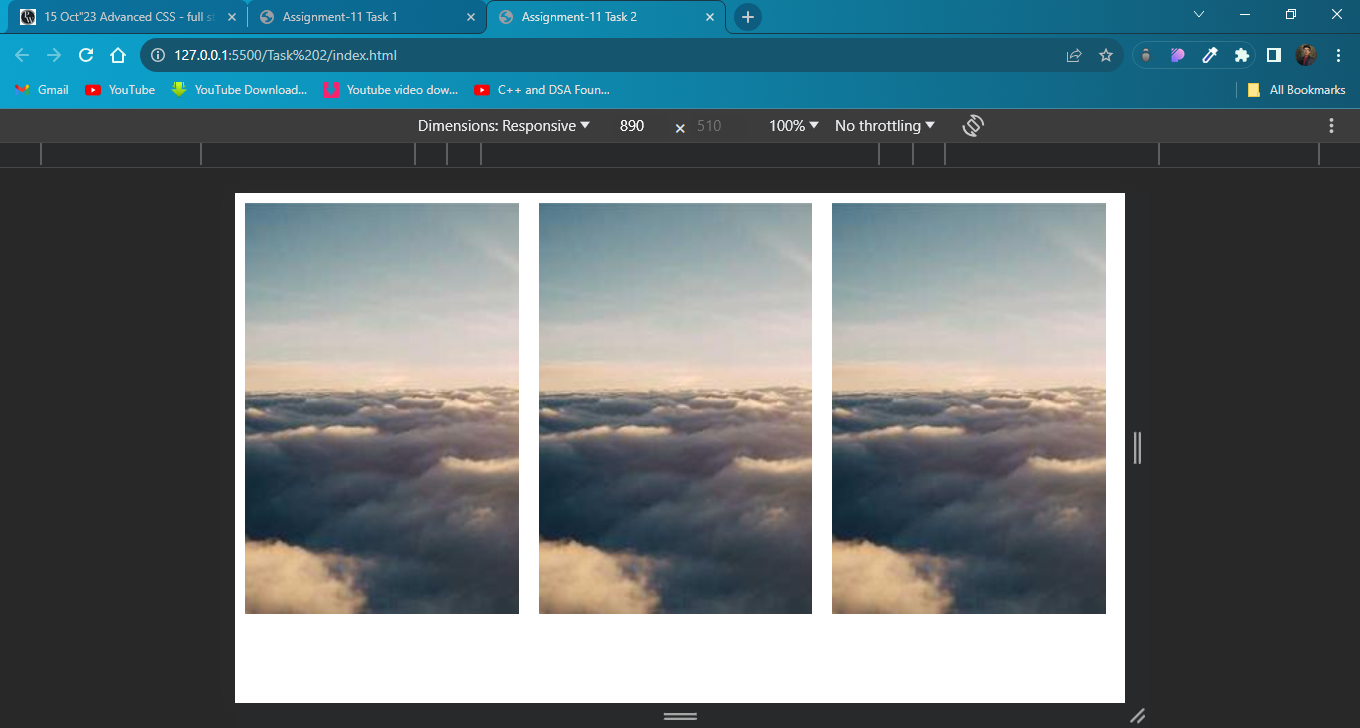 15 Oct"23 Advanced CSS - full st
Assignment-11 Task 1
Assignment-11 Task 2
127.0.0.1:5500/Task%202/index.html
Gmail
YouTube
YouTube Download...
Youtube video dow...
C++ and DSA Foun...
All Bookmarks
Dimensions: Responsive 890 × 510 100% No throttling